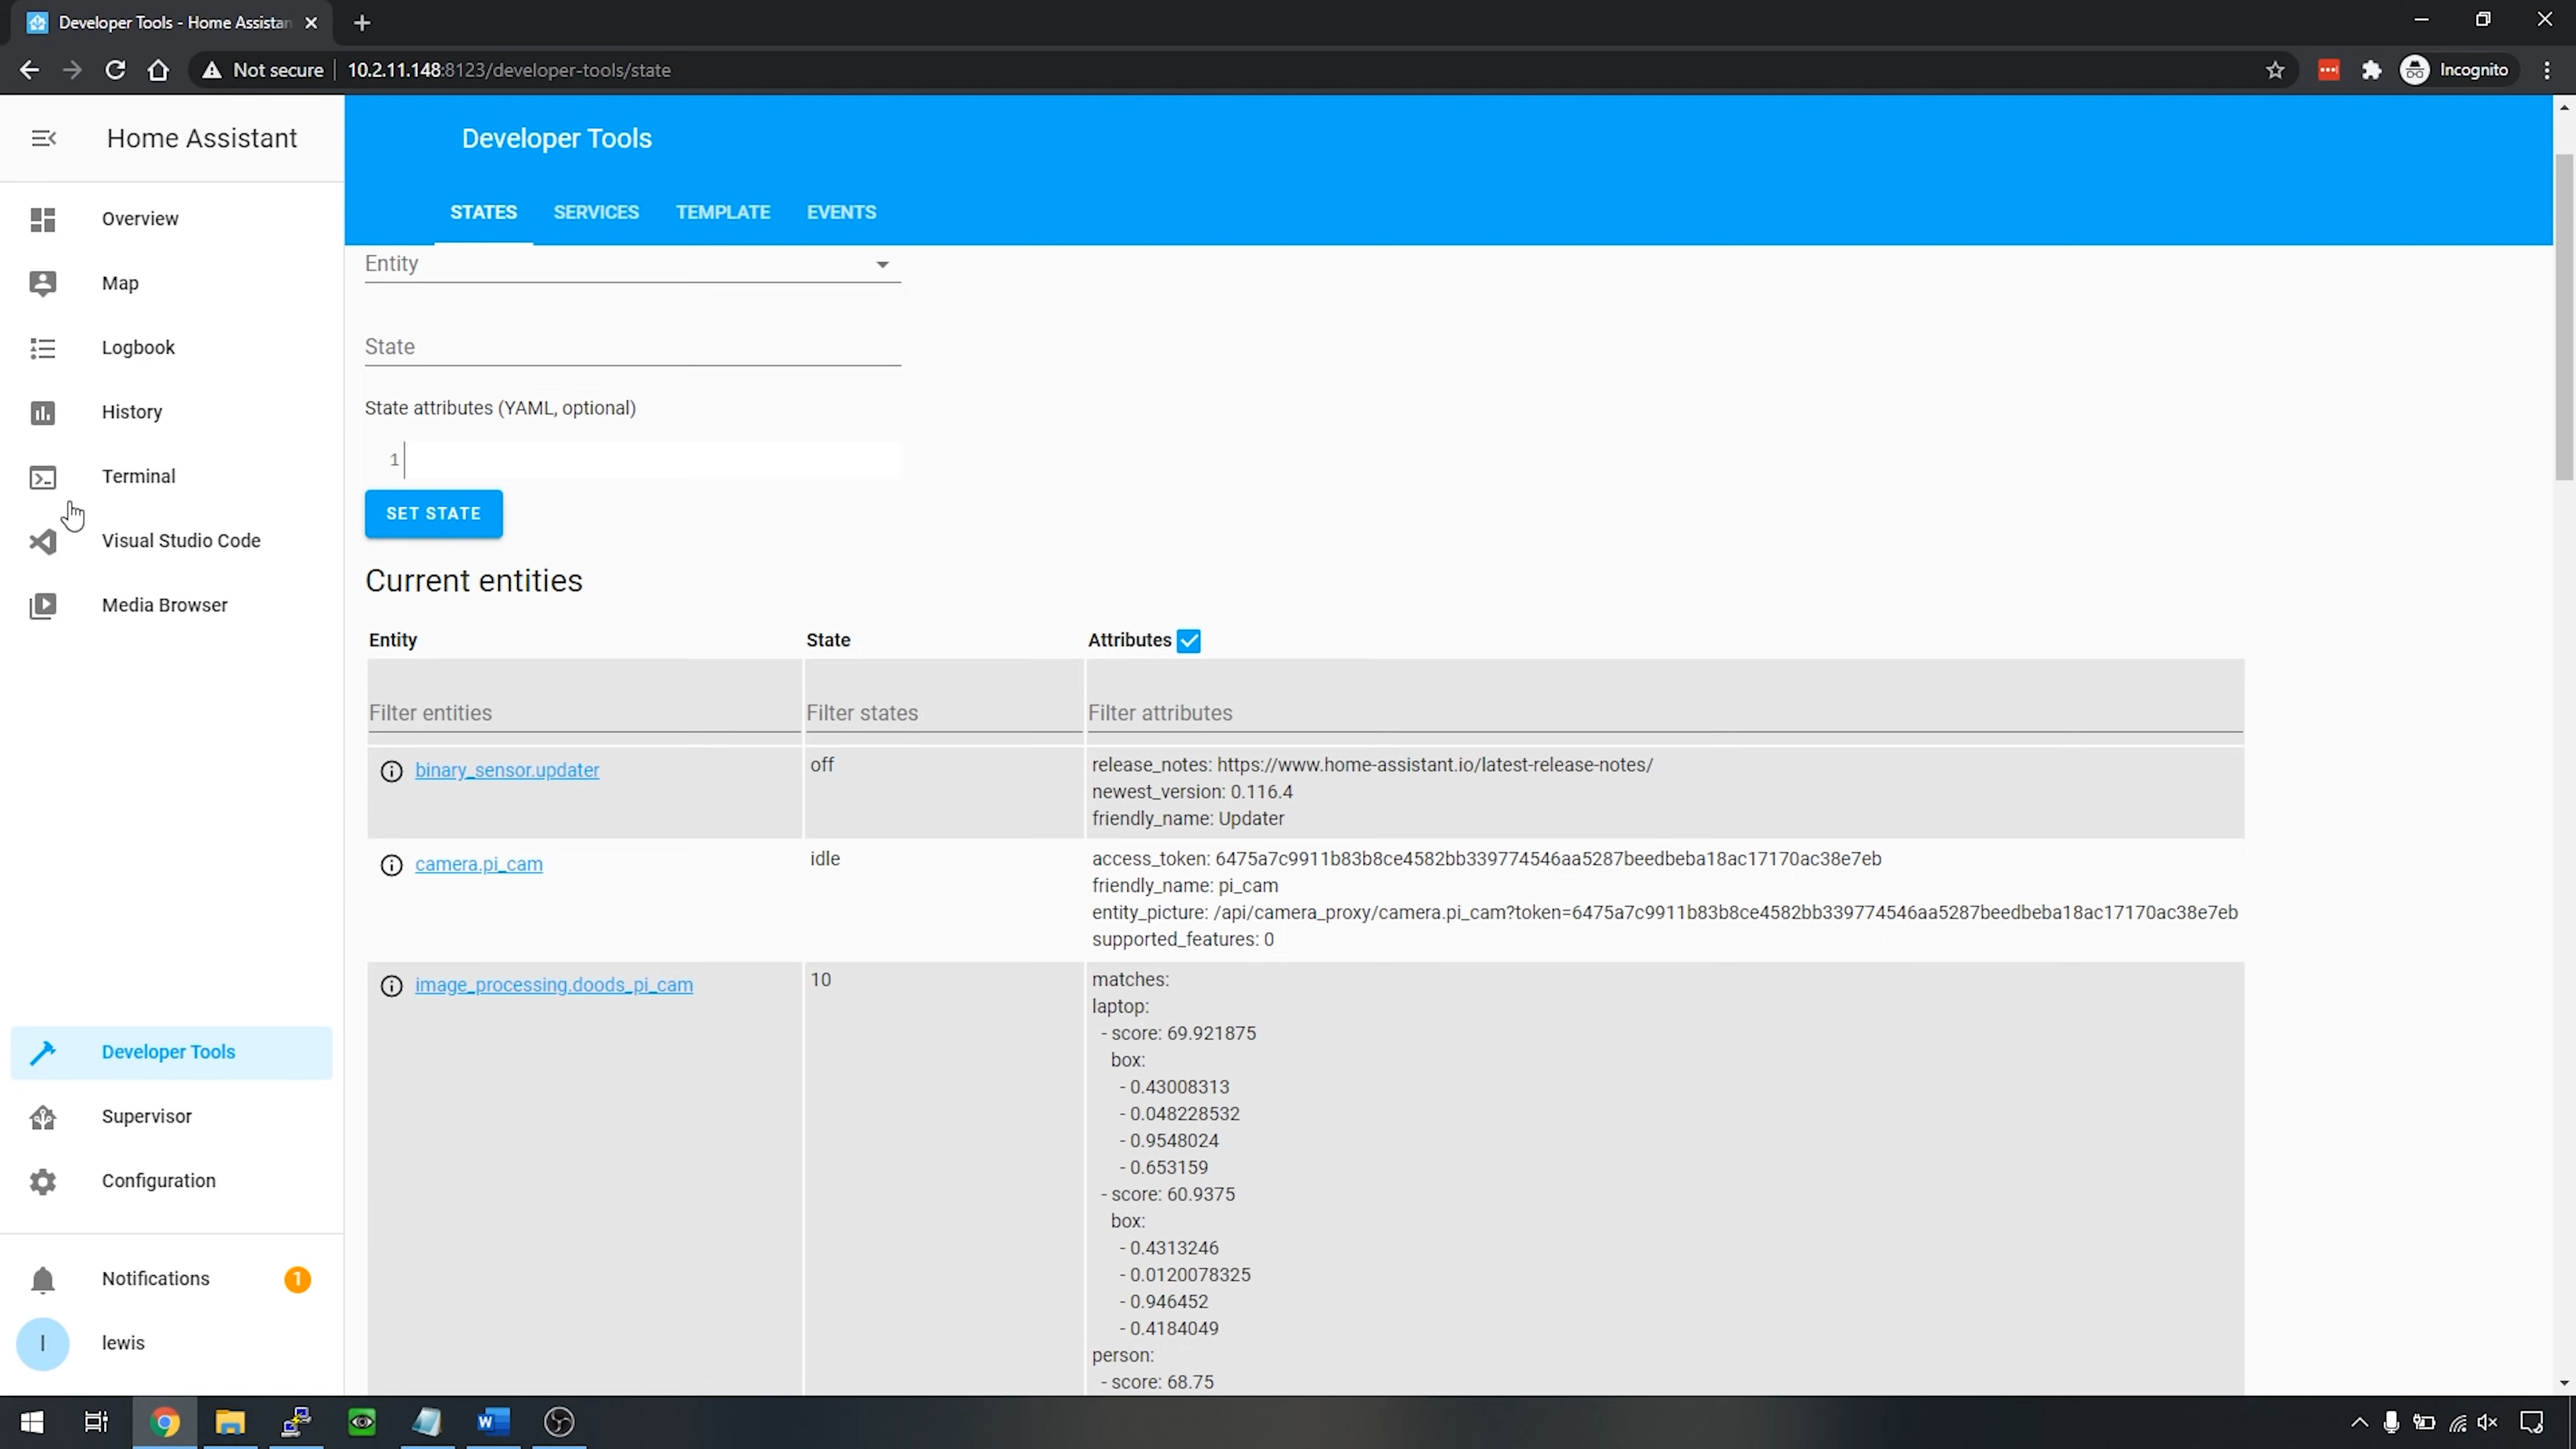 Developer Tools - Home Assistan
Not secure
10.2.11.148:8123/developer-tools/state
Incognito
Home Assistant
Overview
Map
Logbook
History
Terminal
Visual Studio Code
Media Browser
Developer Tools
Supervisor
Configuration
Notifications
1
l
lewis
Developer Tools
STATES
SERVICES
TEMPLATE
EVENTS
Entity
State
State attributes (YAML, optional)
1
SET STATE
Current entities
Entity
State
Attributes
Filter entities
Filter states
Filter attributes
binary_sensor.updater
off
release_notes: https://www.home-assistant.io/latest-release-notes/
newest_version: 0.116.4
friendly_name: Updater
camera.pi_cam
idle
access_token: 6475a7c9911b83b8ce4582bb339774546aa5287beedbeba18ac17170ac38e7eb
friendly_name: pi_cam
entity_picture: /api/camera_proxy/camera.pi_cam?token=6475a7c9911b83b8ce4582bb339774546aa5287beedbeba18ac17170ac38e7eb
supported_features: 0
image_processing.doods_pi_cam
10
matches:
laptop:
- score: 69.921875
box:
- 0.43008313
- 0.048228532
- 0.9548024
- 0.653159
- score: 60.9375
box:
- 0.4313246
- 0.0120078325
- 0.946452
- 0.4184049
person:
- score: 68.75